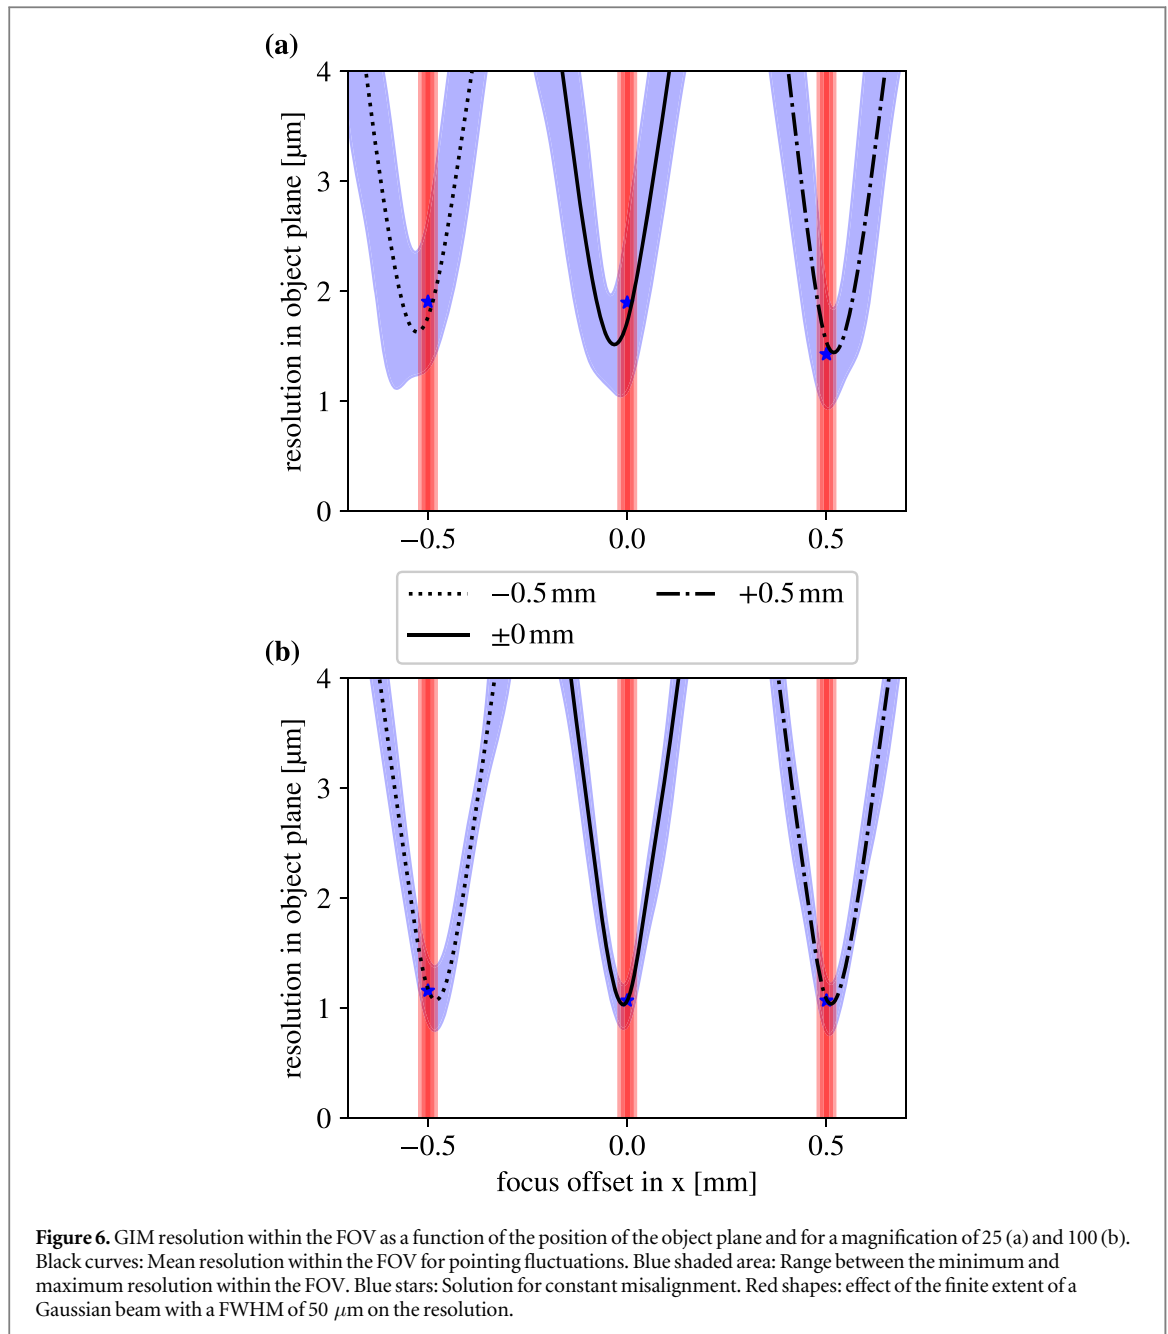 (a)
4
3
2
1
0
resolution in object plane [μm]
−0.5
0.0
0.5
−0.5 mm
+0.5 mm
±0 mm
(b)
4
3
2
1
0
resolution in object plane [μm]
−0.5
0.0
0.5
focus offset in x [mm]
Figure 6. GIM resolution within the FOV as a function of the position of the object plane and for a magnification of 25 (a) and 100 (b).
Black curves: Mean resolution within the FOV for pointing fluctuations. Blue shaded area: Range between the minimum and
maximum resolution within the FOV. Blue stars: Solution for constant misalignment. Red shapes: effect of the finite extent of a
Gaussian beam with a FWHM of 50 μm on the resolution.